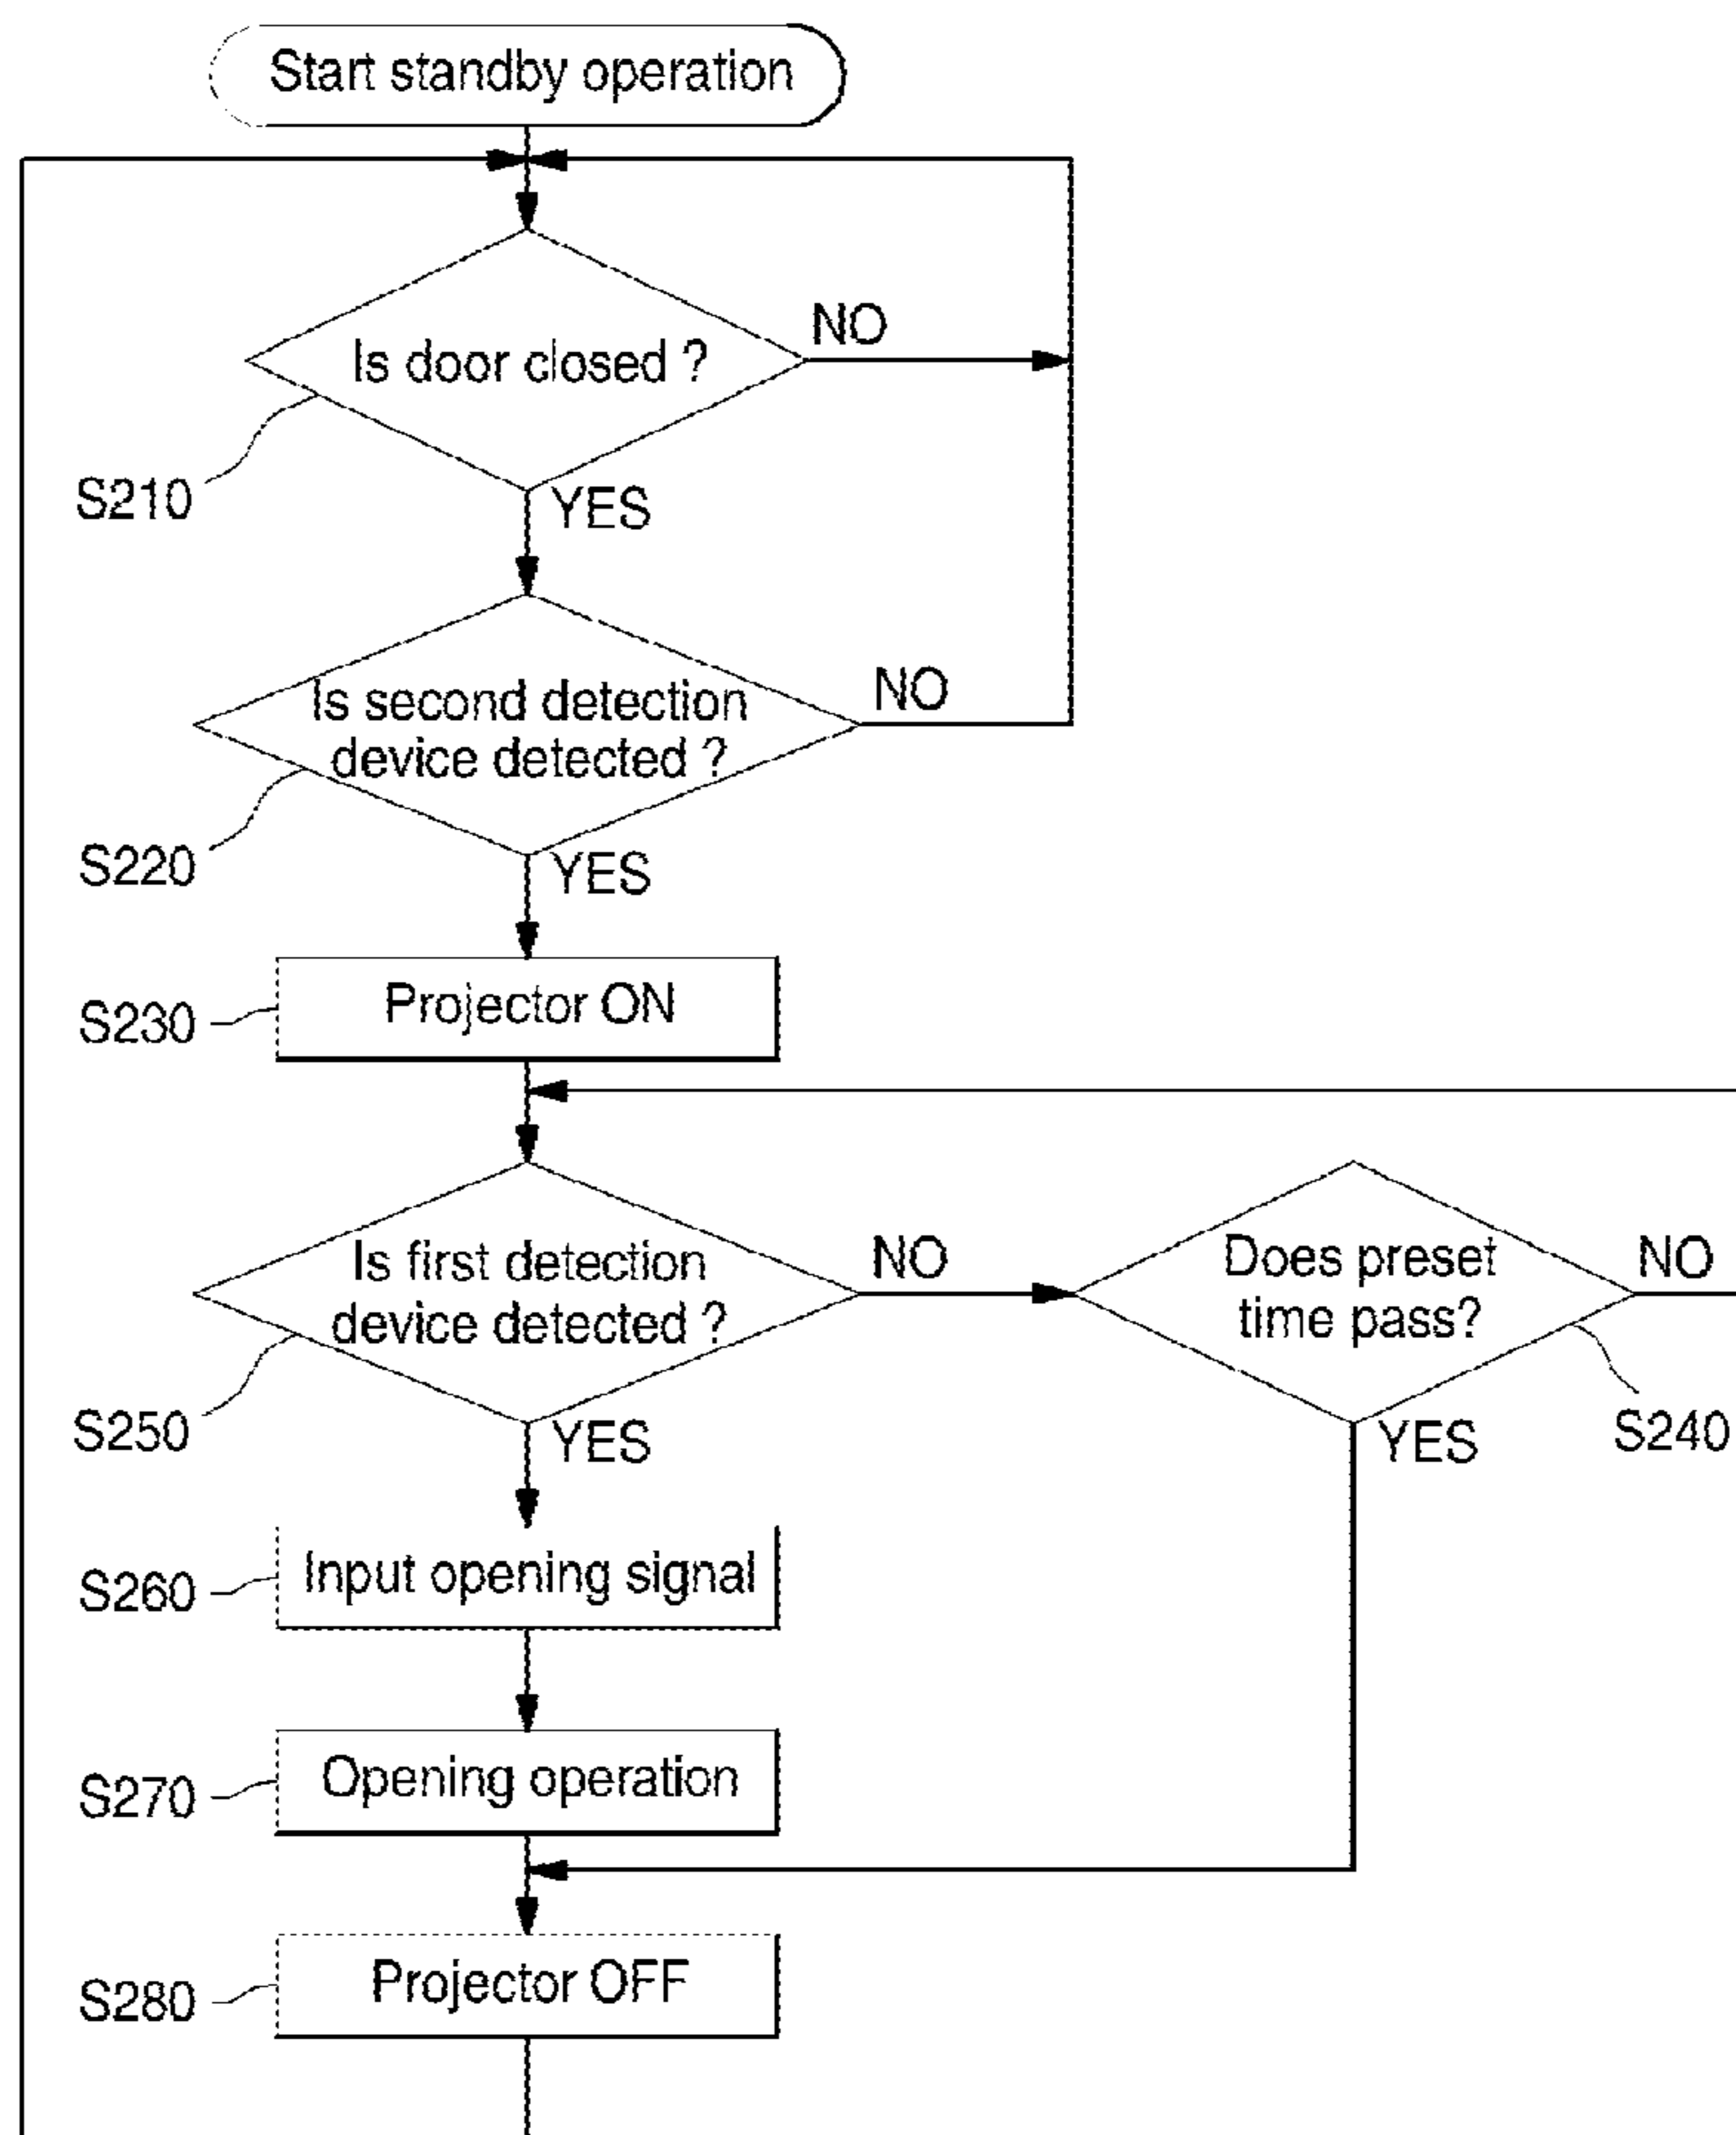 Start standby operation
Is door closed ?
NO
S210
YES
Is second detection
device detected ?
NO
S220
YES
Projector ON
S230
Is first detection
device detected ?
NO
Does preset
time pass?
NO
S250
YES
YES
S240
Input opening signal
S260
Opening operation
S270
Projector OFF
S280